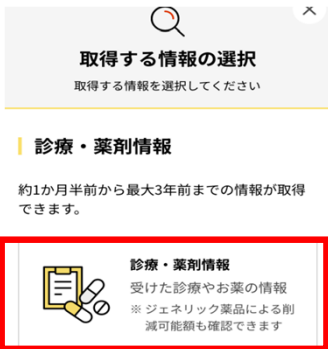 取得する情報の選択
取得する情報を選択してください
診療・薬剤情報
約1か月半前から最大3年前までの情報が取得
できます。
診療・薬剤情報
受けた診療やお薬の情報
※ ジェネリック薬品による削
減可能額も確認できます